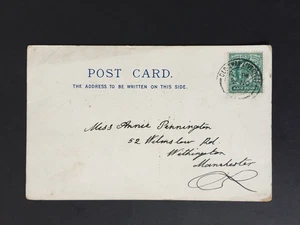 POST CARD.
THE ADDRESS TO BE WRITTEN ON THIS SIDE.
Miss Annie Pennington
52 Wilmslow Rd
Withington
Manchester